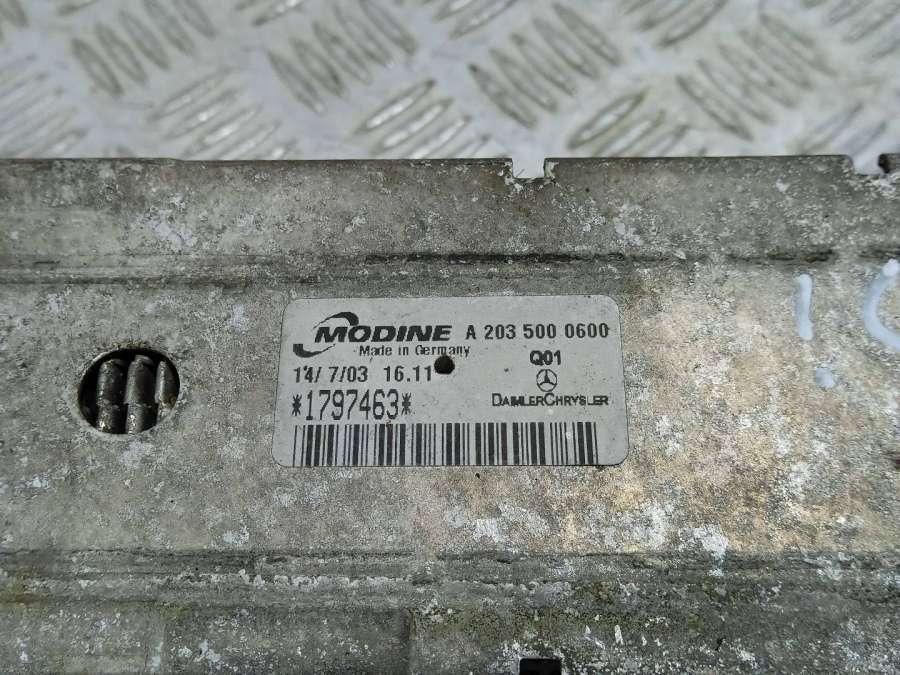 MODINE A 203 500 0600
Made in Germany Q01
14/ 7/03 16.11
*1797463* DAIMLERCHRYSLER